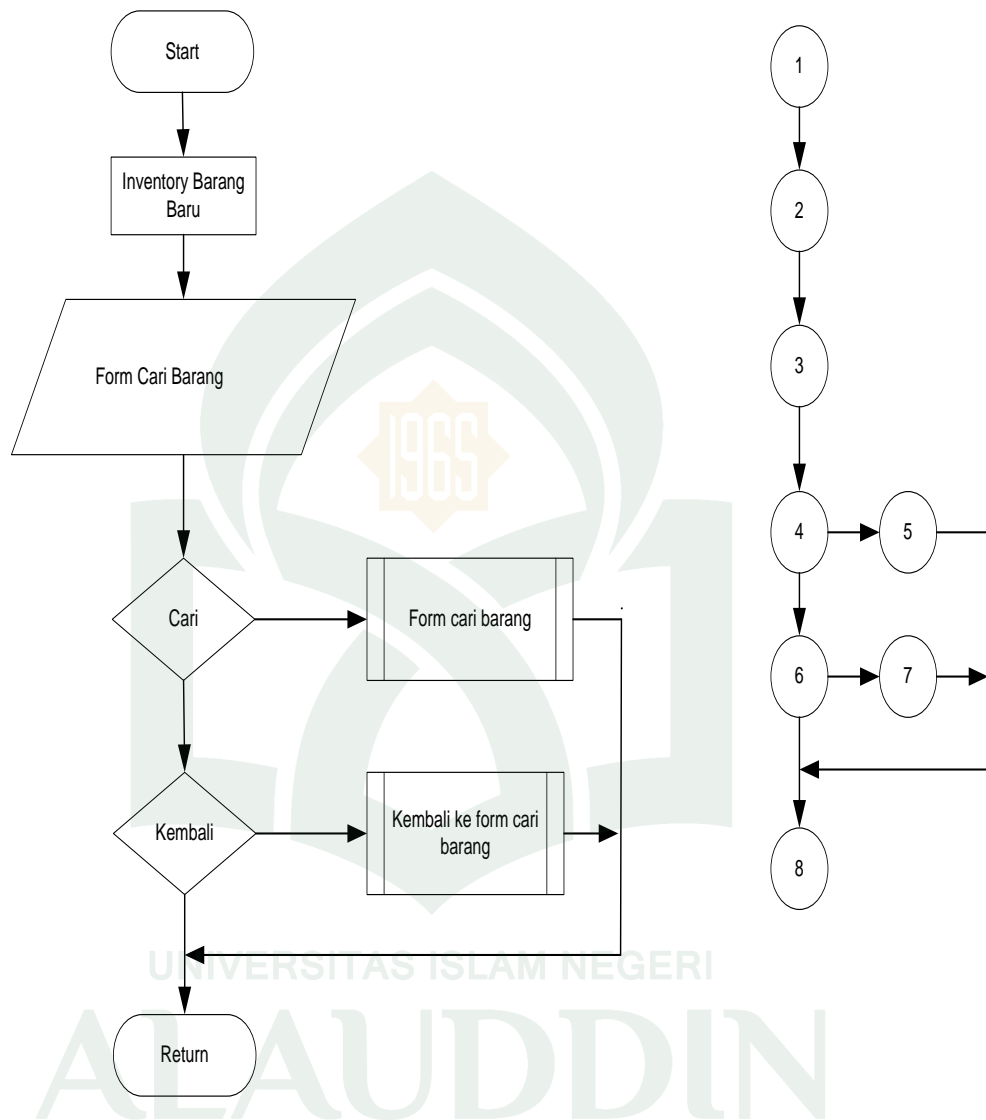 Start
Inventory Barang
Baru
Form Cari Barang
Cari
Form cari barang
Kembali
Kembali ke form cari
barang
Return
1
2
3
4
5
6
7
8
1965
UNIVERSITAS ISLAM NEGERI
ALAUDDIN